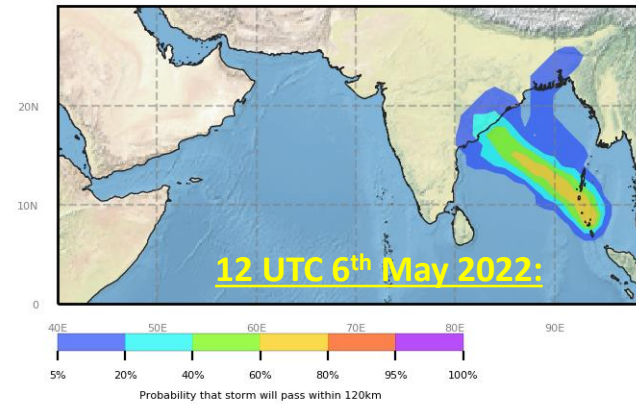 20N
10N
12 UTC 6th May 2022:
0
40E 50E 60E 70E 80E 90E
5% 20% 40% 60% 80% 95% 100%
Probability that storm will pass within 120km